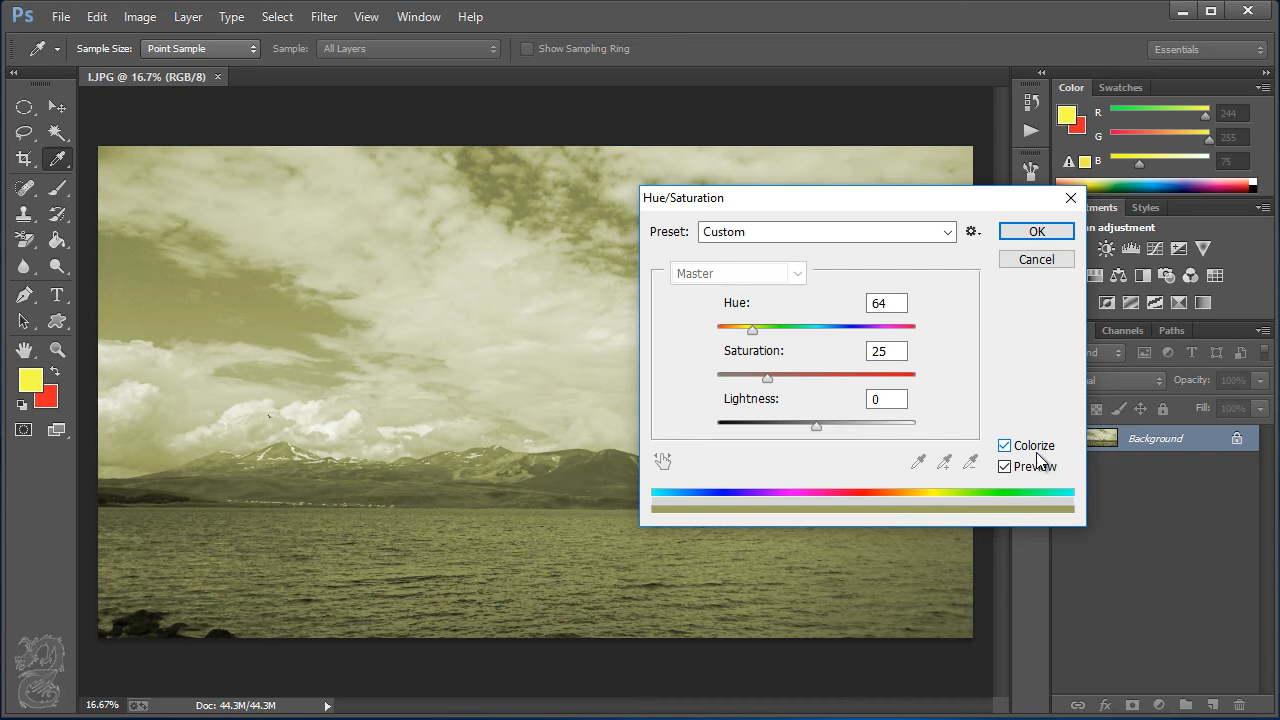 Ps File Edit Image Layer Type Select Filter View Window Help
Sample Size: Point Sample Sample: All Layers Show Sampling Ring Essentials
I.JPG @ 16.7% (RGB/8) ×
Color Swatches
R 244
G 255
B 75
Hue/Saturation
Styles
Preset: Custom OK
an adjustment
Cancel
Master
Hue: 64
Channels Paths
Saturation: 25
Opacity: 100%
Lightness: 0
Fill: 100%
Colorize
Background
Preview
16.67% Doc: 44.3M/44.3M